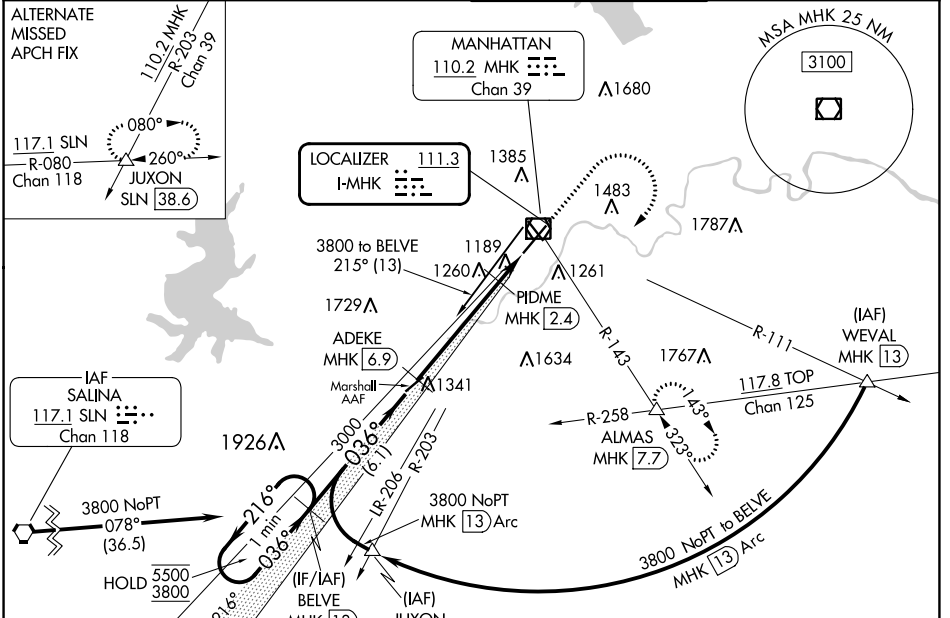 ALTERNATE
MISSED
APCH FIX
110.2 MHK
R-203
Chan 39
080°
117.1 SLN
R-080
Chan 118
260°
JUXON
SLN 38.6
MANHATTAN
110.2 MHK
Chan 39
1680
MSA MHK 25 NM
3100
LOCALIZER 111.3
I-MHK
1385
1483
1787
3800 to BELVE
215° (13)
1189
1260
1261
1729
PIDME
MHK 2.4
ADEKE
MHK 6.9
Marshall
AAF
1341
1634
R-143
1767
R-111
(IAF)
WEVAL
MHK 13
117.8 TOP
Chan 125
R-258
ALMAS
MHK 7.7
143°
323°
IAF
SALINA
117.1 SLN
Chan 118
1926
3000
036°
(6.1)
LR-206
R-203
3800 NoPT
078°
(36.5)
216°
1 min
036°
HOLD 5500
3800
3800 NoPT
MHK 13 Arc
3800 NoPT to BELVE
MHK 13 Arc
(IF/IAF)
BELVE
MHK 13
(IAF)
JUXON
216°